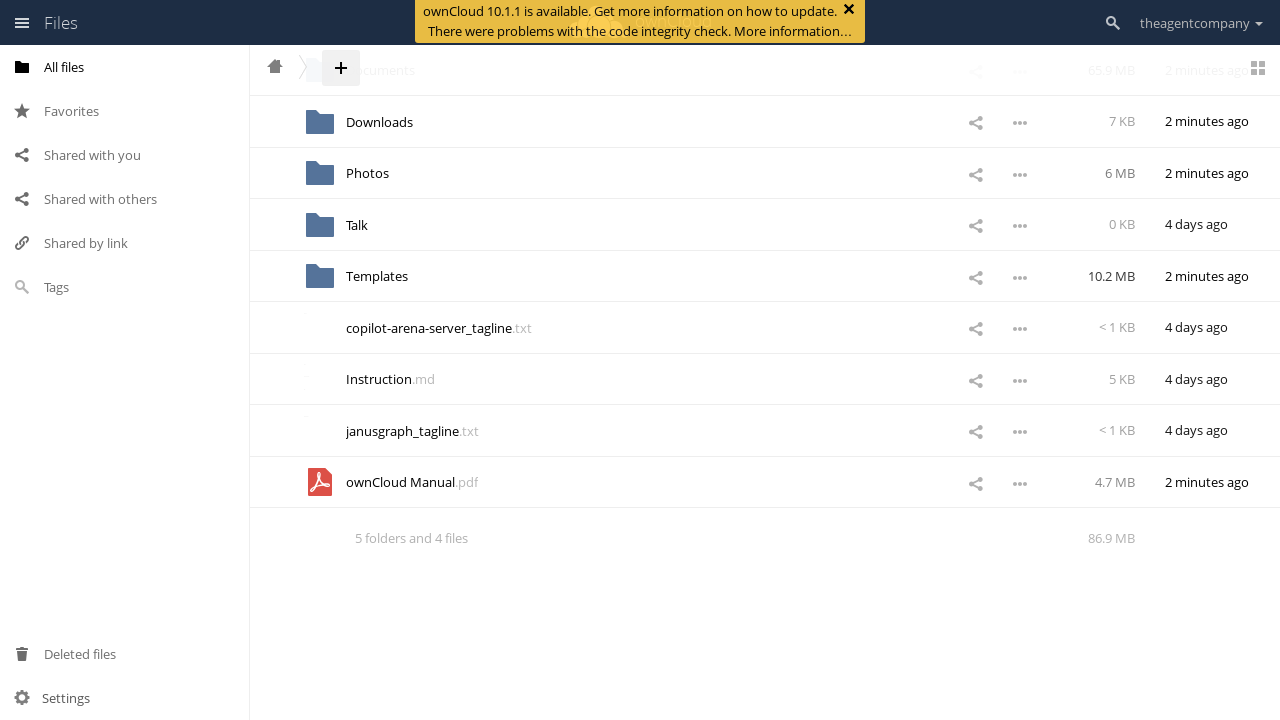 Files
ownCloud 10.1.1 is available. Get more information on how to update.
There were problems with the code integrity check. More information…
theagentcompany
All files
Favorites
Shared with you
Shared with others
Shared by link
Tags
Deleted files
Settings
Documents 65.9 MB 2 minutes ago
Downloads 7 KB 2 minutes ago
Photos 6 MB 2 minutes ago
Talk 0 KB 4 days ago
Templates 10.2 MB 2 minutes ago
copilot-arena-server_tagline.txt < 1 KB 4 days ago
Instruction.md 5 KB 4 days ago
janusgraph_tagline.txt < 1 KB 4 days ago
ownCloud Manual.pdf 4.7 MB 2 minutes ago
5 folders and 4 files 86.9 MB